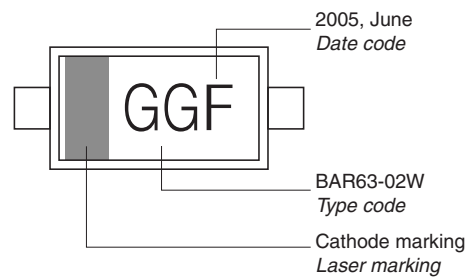 2005, June
Date code
GGF
BAR63-02W
Type code
Cathode marking
Laser marking